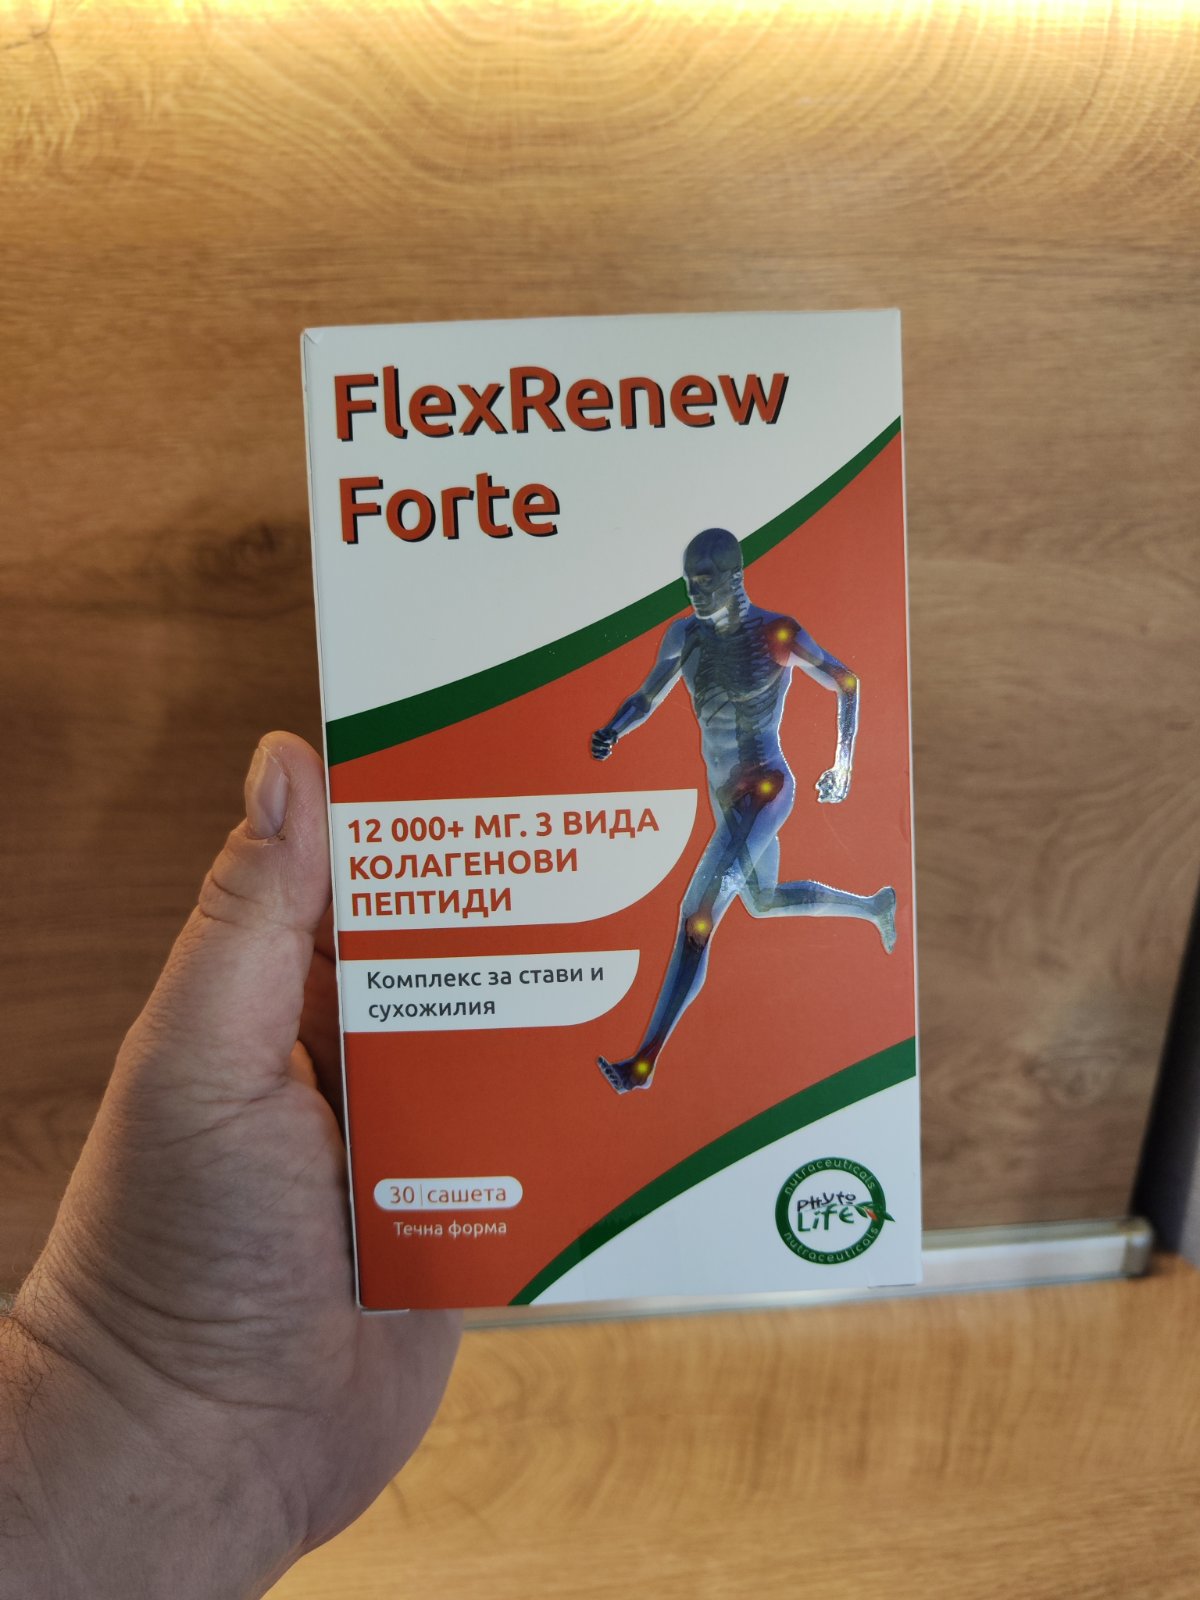 FlexRenew
Forte
12 000+ МГ. 3 ВИДА
КОЛАГЕНОВИ
ПЕПТИДИ
Комплекс за стави и
сухожилия
30 | сашета
Течна форма
nutraceuticals
PHYTO
LiFE
nutraceuticals